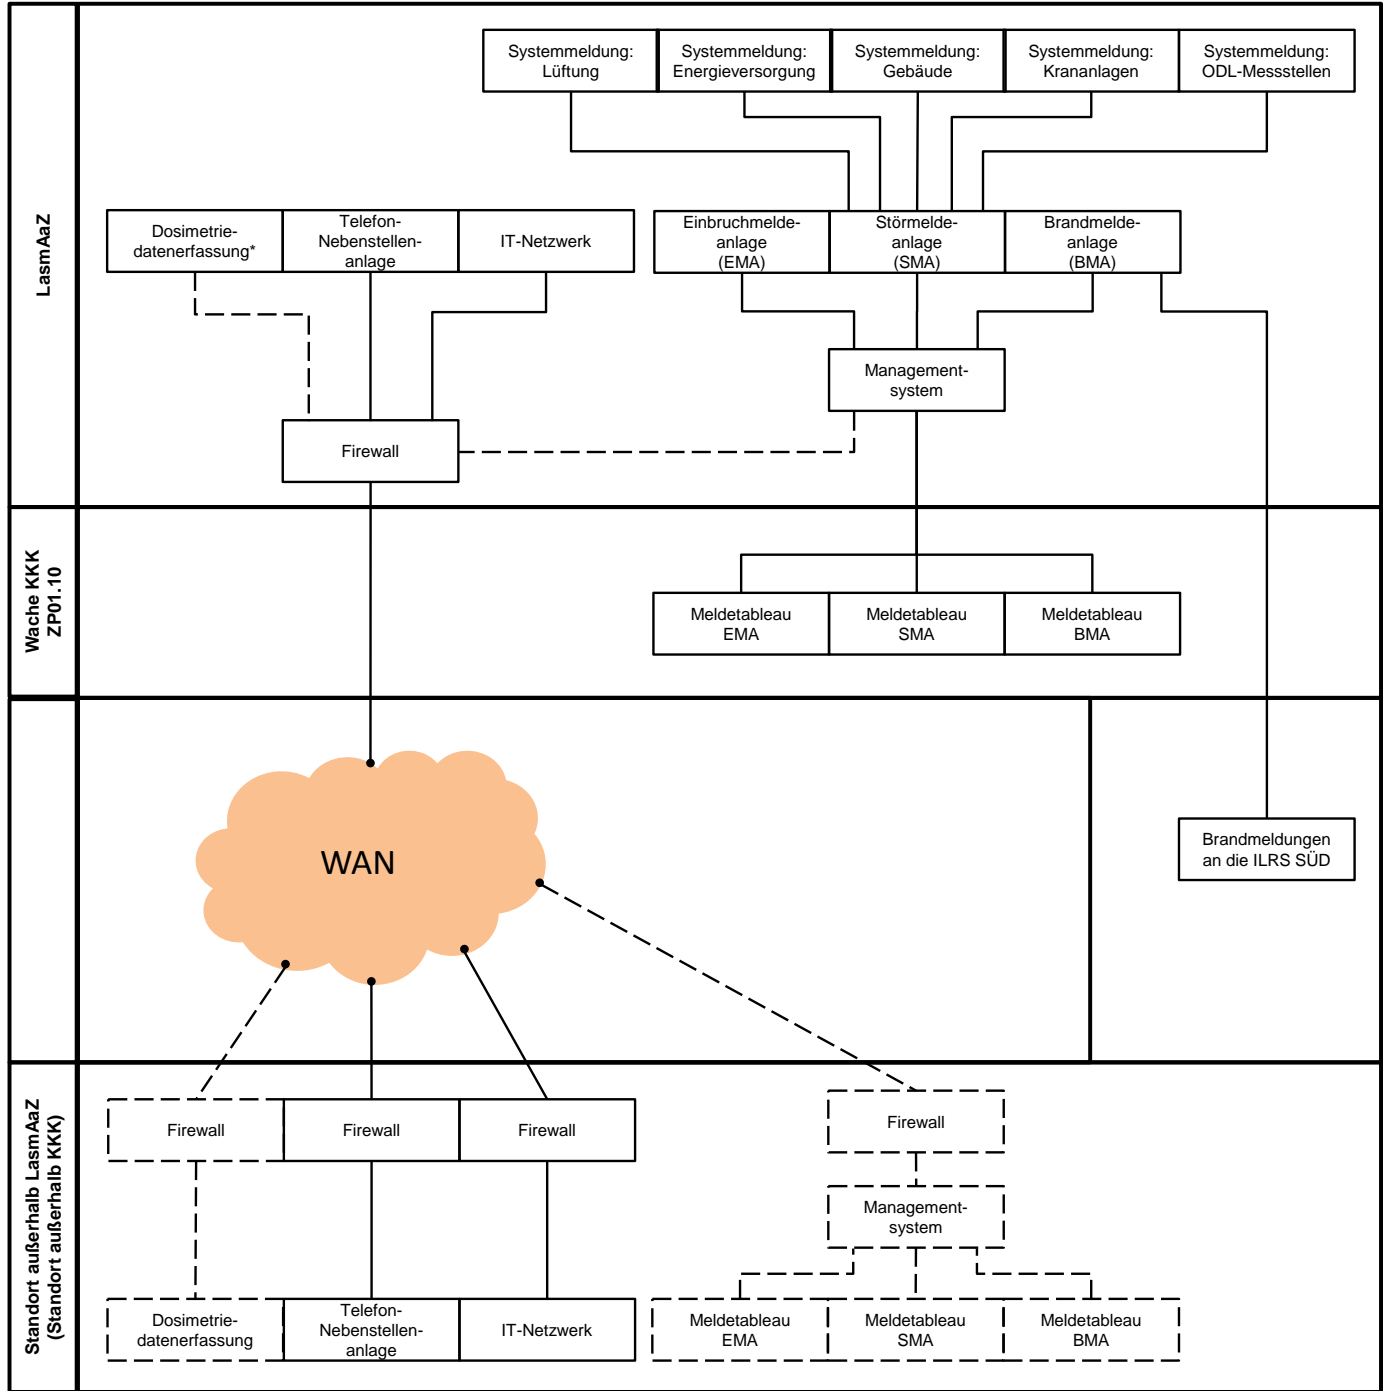 LasmAaZ
Systemmeldung:
Lüftung
Systemmeldung:
Energieversorgung
Systemmeldung:
Gebäude
Systemmeldung:
Krananlagen
Systemmeldung:
ODL-Messstellen
Dosimetrie-
datenerfassung*
Telefon-
Nebenstellen-
anlage
IT-Netzwerk
Einbruchmelde-
anlage
(EMA)
Störmelde-
anlage
(SMA)
Brandmelde-
anlage
(BMA)
Management-
system
Firewall
Wache KKK
ZP01.10
Meldetableau
EMA
Meldetableau
SMA
Meldetableau
BMA
WAN
Brandmeldungen
an die ILRS SÜD
Standort außerhalb LasmAaZ
(Standort außerhalb KKK)
Firewall
Firewall
Firewall
Firewall
Management-
system
Dosimetrie-
datenerfassung
Telefon-
Nebenstellen-
anlage
IT-Netzwerk
Meldetableau
EMA
Meldetableau
SMA
Meldetableau
BMA